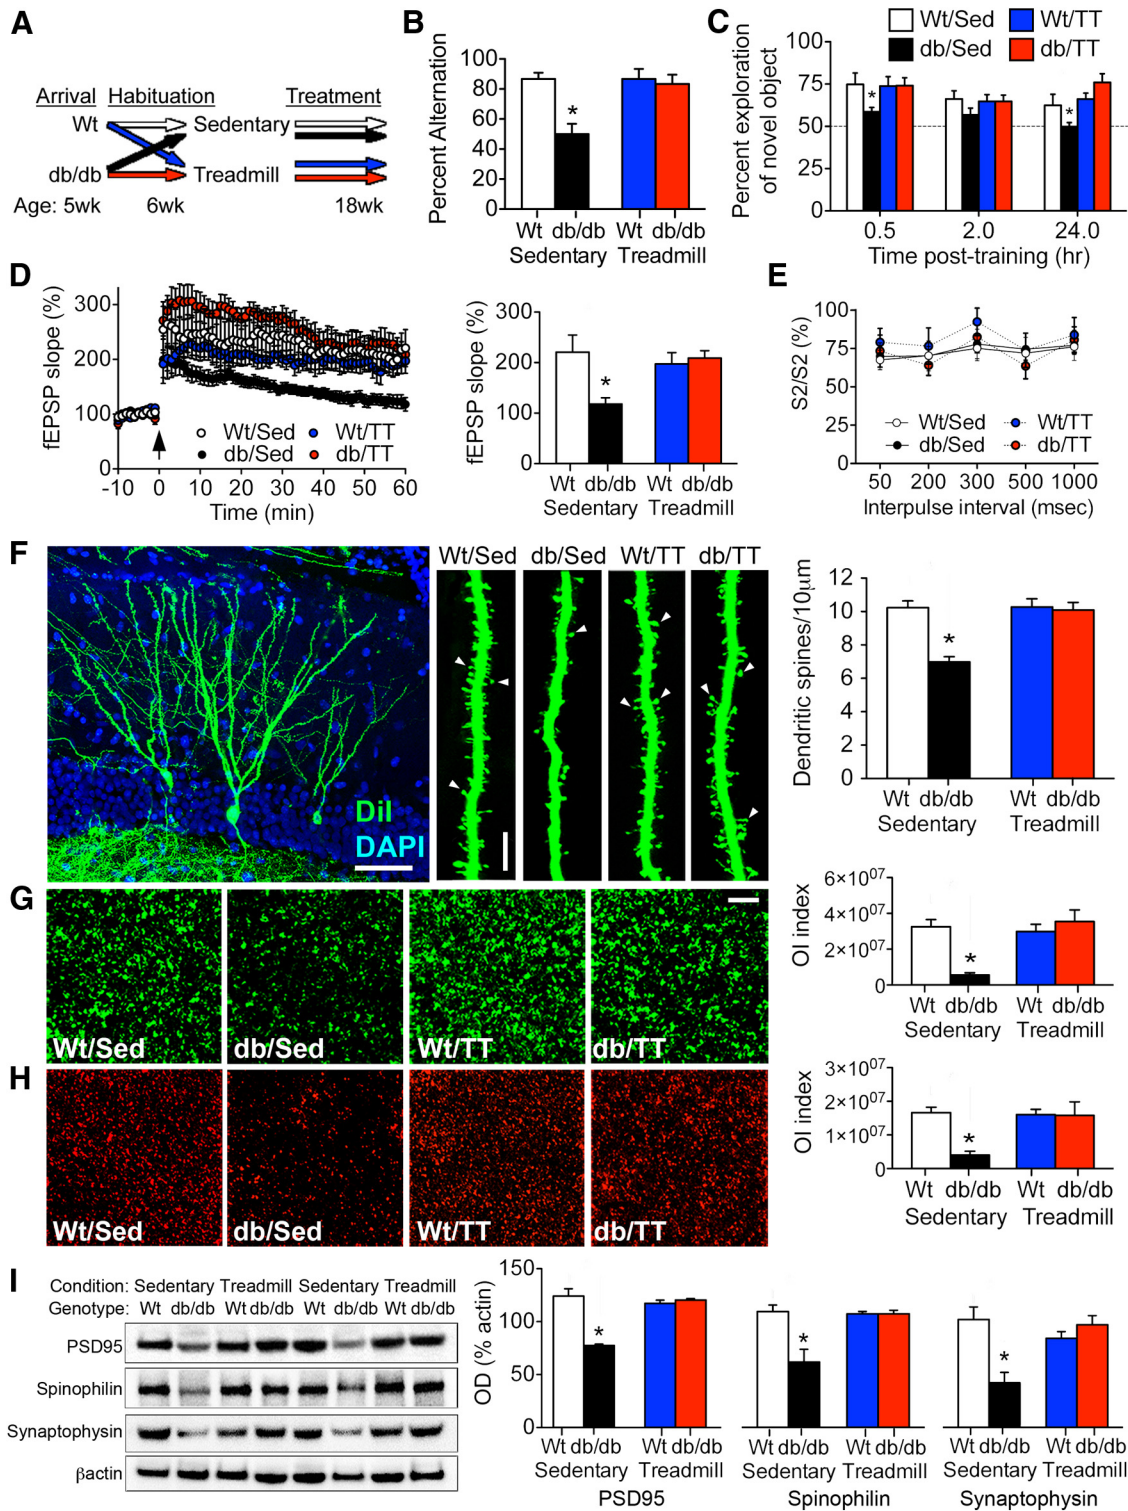 A
Arrival Habituation Treatment
Wt Sedentary
db/db Treadmill
Age: 5wk 6wk 18wk
B
Percent Alternation
100
80
60
40
20
0
*
Wt db/db Wt db/db
Sedentary Treadmill
C
Wt/Sed Wt/TT
db/Sed db/TT
Percent exploration
of novel object
100
75
50
25
0
* *
0.5 2.0 24.0
Time post-training (hr)
D
fEPSP slope (%)
300
200
100
0
Wt/Sed Wt/TT
db/Sed db/TT
-10 0 10 20 30 40 50 60
Time (min)
fEPSP slope (%)
300
200
100
0
*
Wt db/db Wt db/db
Sedentary Treadmill
E
S2/S2 (%)
100
75
50
25
0
Wt/Sed Wt/TT
db/Sed db/TT
50 200 300 500 1000
Interpulse interval (msec)
F
DiI
DAPI
Wt/Sed db/Sed Wt/TT db/TT
Dendritic spines/10µm
12
10
8
6
4
2
0
*
Wt db/db Wt db/db
Sedentary Treadmill
G
Wt/Sed db/Sed Wt/TT db/TT
OI index
6×10⁰⁷
4×10⁰⁷
2×10⁰⁷
0
*
Wt db/db Wt db/db
Sedentary Treadmill
H
Wt/Sed db/Sed Wt/TT db/TT
OI index
3×10⁰⁷
2×10⁰⁷
1×10⁰⁷
0
*
Wt db/db Wt db/db
Sedentary Treadmill
I
Condition: Sedentary Treadmill Sedentary Treadmill
Genotype: Wt db/db Wt db/db Wt db/db Wt db/db
PSD95
Spinophilin
Synaptophysin
βactin
OD (% actin)
150
100
50
0
* * *
Wt db/db Wt db/db Wt db/db Wt db/db Wt db/db Wt db/db
Sedentary Treadmill Sedentary Treadmill Sedentary Treadmill
PSD95 Spinophilin Synaptophysin